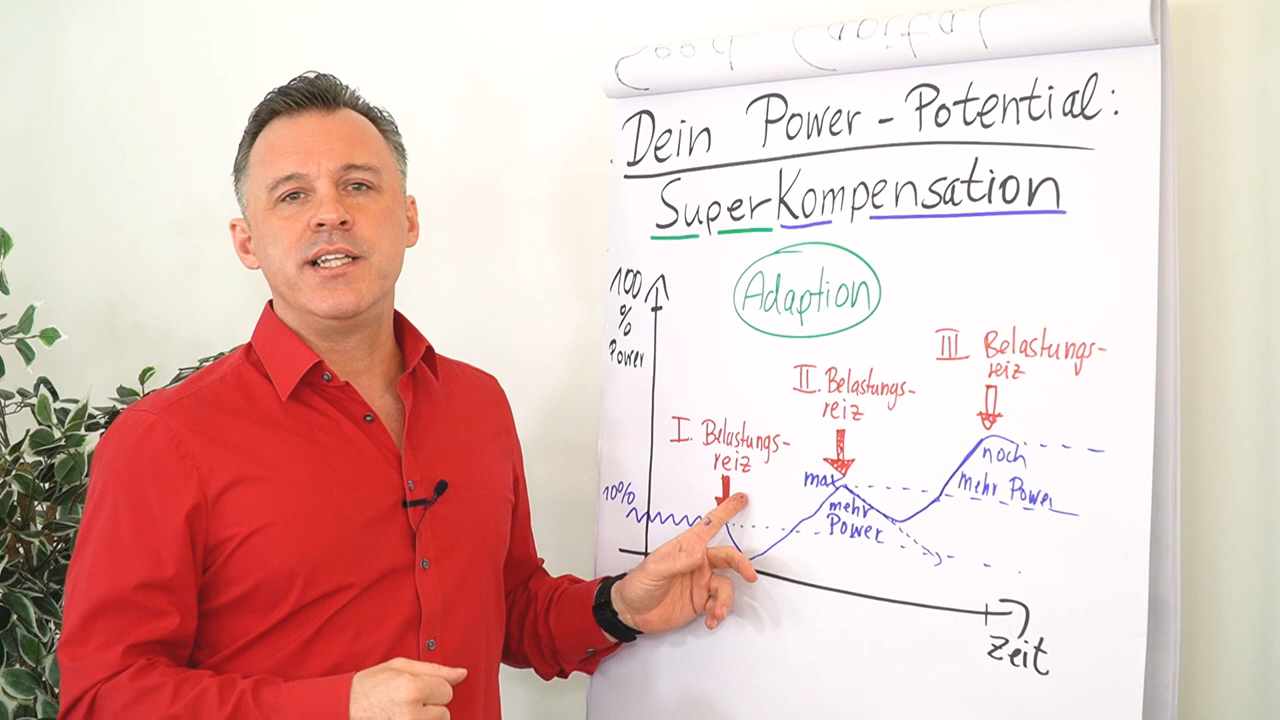 Dein Power - Potential:
SuperKompensation
Adaption
100
%
Power
III Belastungs-
reiz
II. Belastungs-
reiz
I. Belastungs-
reiz
10%
max
mehr
Power
noch
mehr Power
Zeit